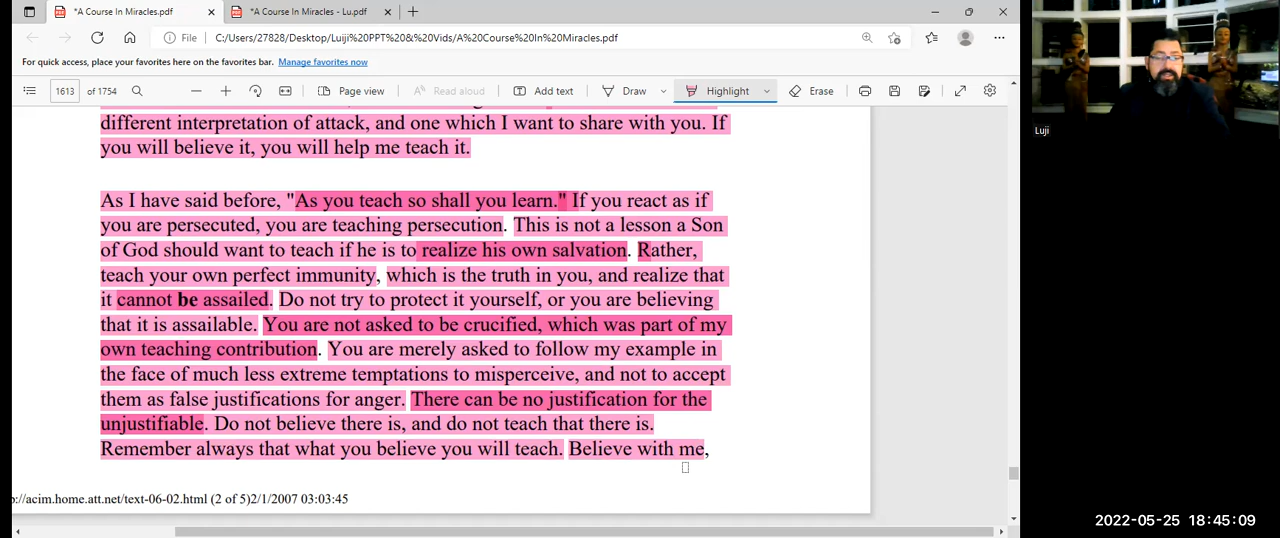 *A Course In Miracles.pdf
*A Course In Miracles - Lu.pdf
File
C:/Users/27828/Desktop/Luiji%20PPT%20&%20Vids/A%20Course%20In%20Miracles.pdf
For quick access, place your favorites here on the favorites bar. Manage favorites now
1613 of 1754
Page view
Read aloud
Add text
Draw
Highlight
Erase
different interpretation of attack, and one which I want to share with you. If
you will believe it, you will help me teach it.
As I have said before, "As you teach so shall you learn." If you react as if
you are persecuted, you are teaching persecution. This is not a lesson a Son
of God should want to teach if he is to realize his own salvation. Rather,
teach your own perfect immunity, which is the truth in you, and realize that
it cannot be assailed. Do not try to protect it yourself, or you are believing
that it is assailable. You are not asked to be crucified, which was part of my
own teaching contribution. You are merely asked to follow my example in
the face of much less extreme temptations to misperceive, and not to accept
them as false justifications for anger. There can be no justification for the
unjustifiable. Do not believe there is, and do not teach that there is.
Remember always that what you believe you will teach. Believe with me,
p://acim.home.att.net/text-06-02.html (2 of 5)2/1/2007 03:03:45
Luji
2022-05-25 18:45:09